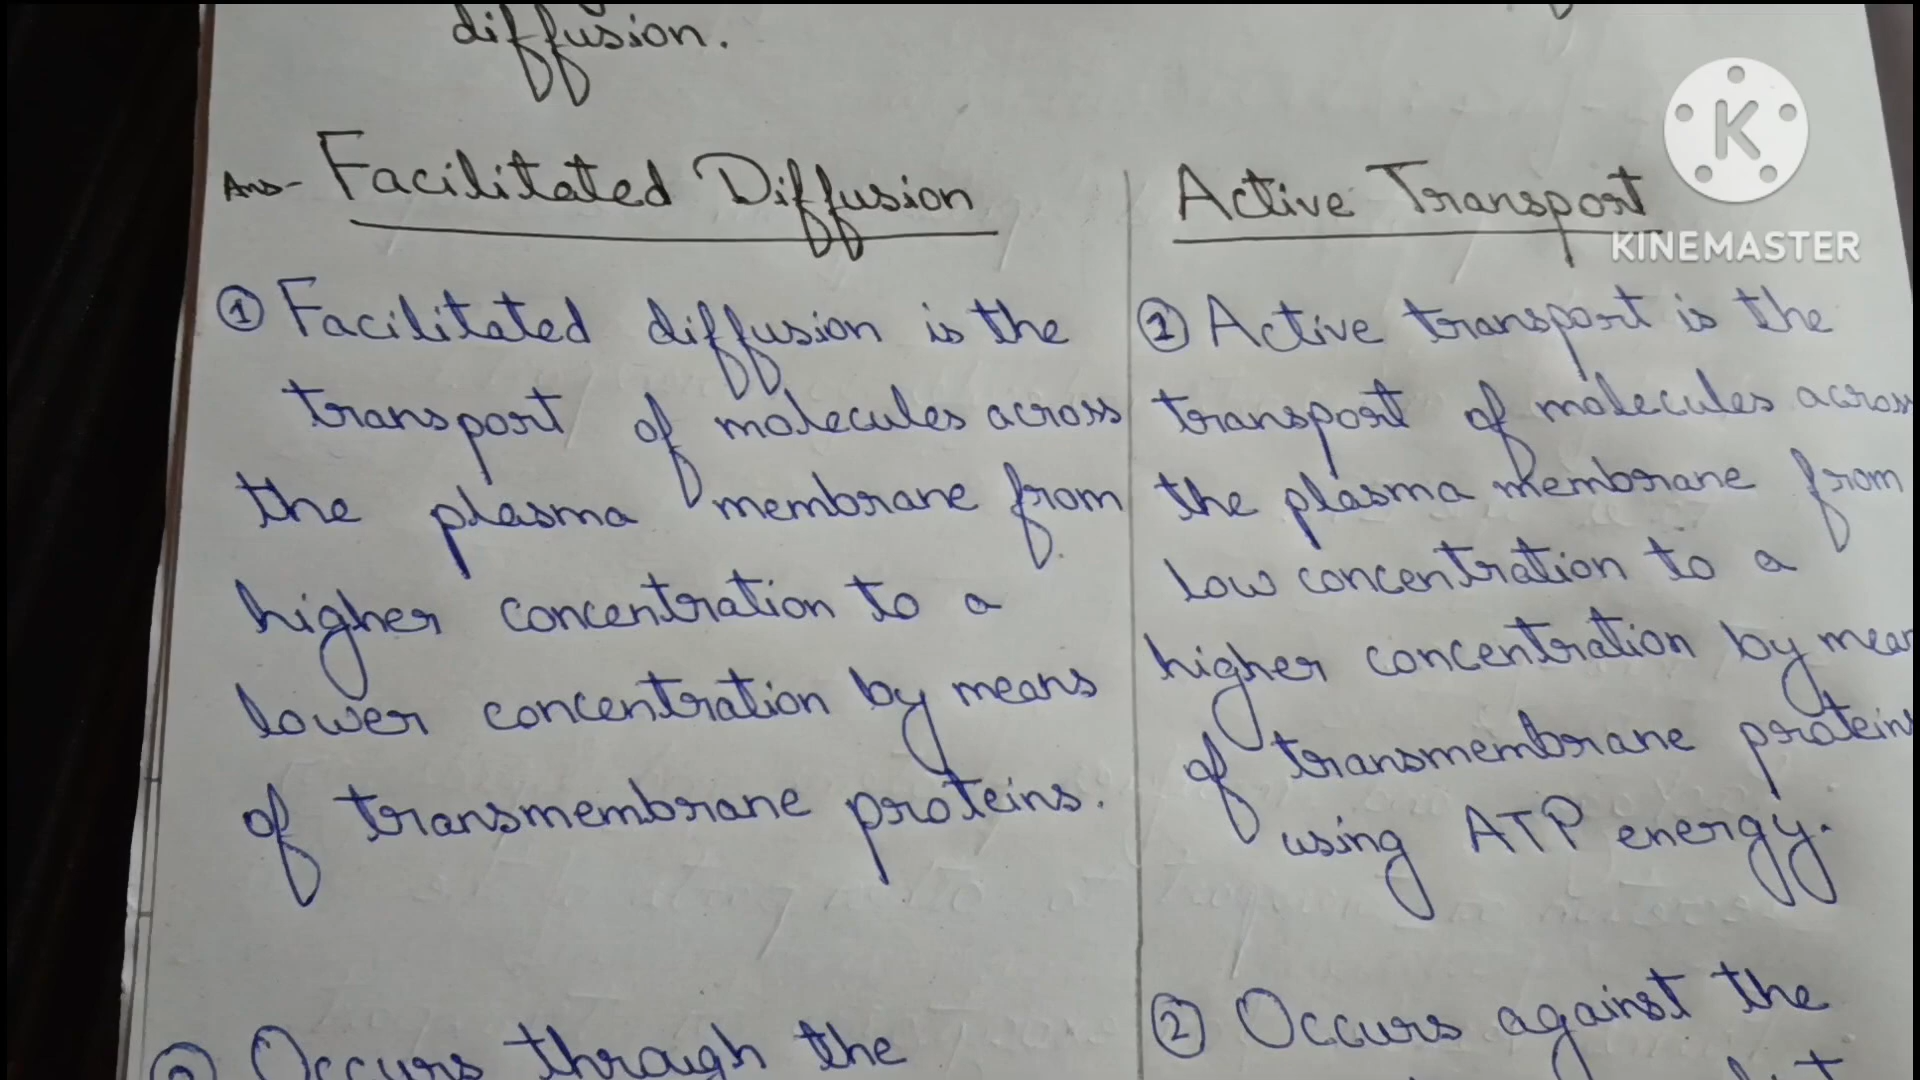 diffusion.
Ans- Facilitated Diffusion
① Facilitated diffusion is the
transport of molecules across
the plasma membrane from
higher concentration to a
lower concentration by means
of transmembrane proteins.
Occurs through the
Active Transport
① Active transport is the
transport of molecules across
the plasma membrane from
low concentration to a
higher concentration by
of transmembrane proteins
using ATP energy.
② Occurs against the
K
KINEMASTER